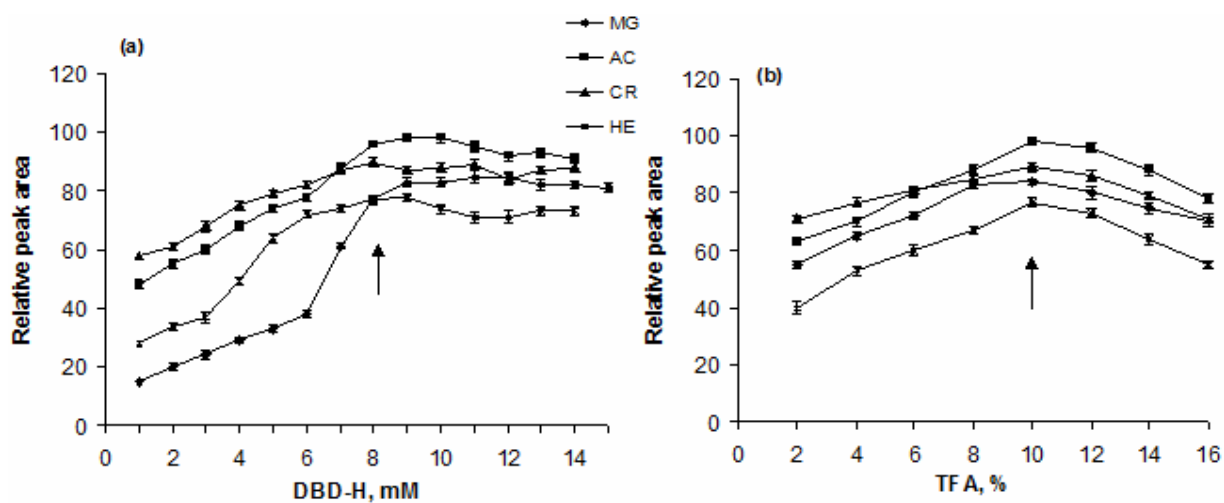 MG
AC
CR
HE
(a)
120
100
80
60
40
20
0
Relative peak area
0 2 4 6 8 10 12 14
DBD-H, mM
(b)
120
100
80
60
40
20
0
Relative peak area
0 2 4 6 8 10 12 14 16
TFA, %